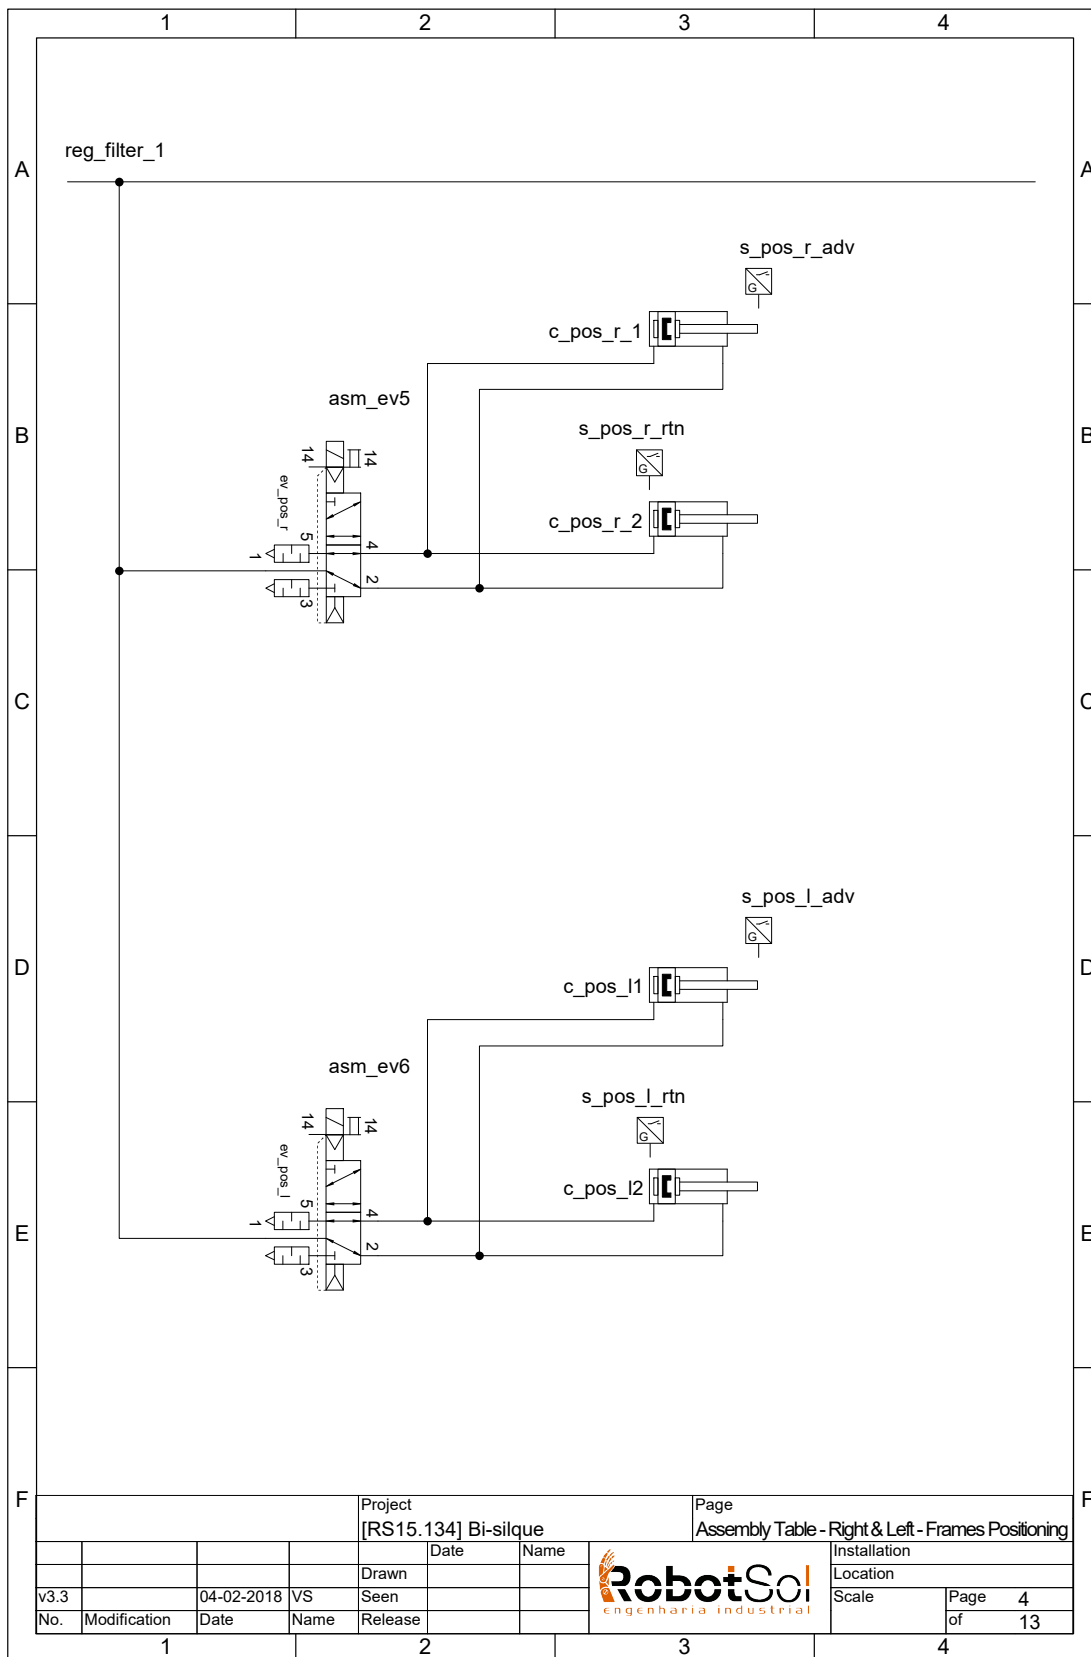 1 2 3 4
A A
reg_filter_1
s_pos_r_adv
G
c_pos_r_1
asm_ev5
B B
s_pos_r_rtn
14 14
G
ev_pos_r
c_pos_r_2
5 4
1
2
3
C C
s_pos_l_adv
G
D D
c_pos_l1
asm_ev6
s_pos_l_rtn
14 14
G
ev_pos_l
c_pos_l2
5 4
1
E E
2
3
F F
Project Page
[RS15.134] Bi-silque Assembly Table - Right & Left - Frames Positioning
Date Name Installation
Drawn Location
v3.3 04-02-2018 VS Seen Scale Page 4
No. Modification Date Name Release of 13
RobotSol
engenharia industrial
1 2 3 4